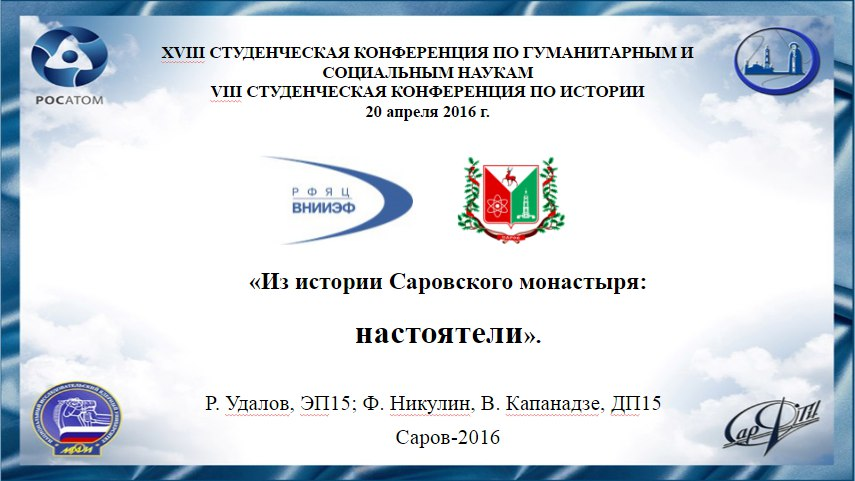 XVIII СТУДЕНЧЕСКАЯ КОНФЕРЕНЦИЯ ПО ГУМАНИТАРНЫМ И
СОЦИАЛЬНЫМ НАУКАМ
VIII СТУДЕНЧЕСКАЯ КОНФЕРЕНЦИЯ ПО ИСТОРИИ
20 апреля 2016 г.
РОСАТОМ
РФЯЦ
ВНИИЭФ
САРОВ
«Из истории Саровского монастыря:
настоятели».
Р. Удалов, ЭП15; Ф. Никулин, В. Капанадзе, ДП15
Саров-2016
МИФИ
СарФТИ